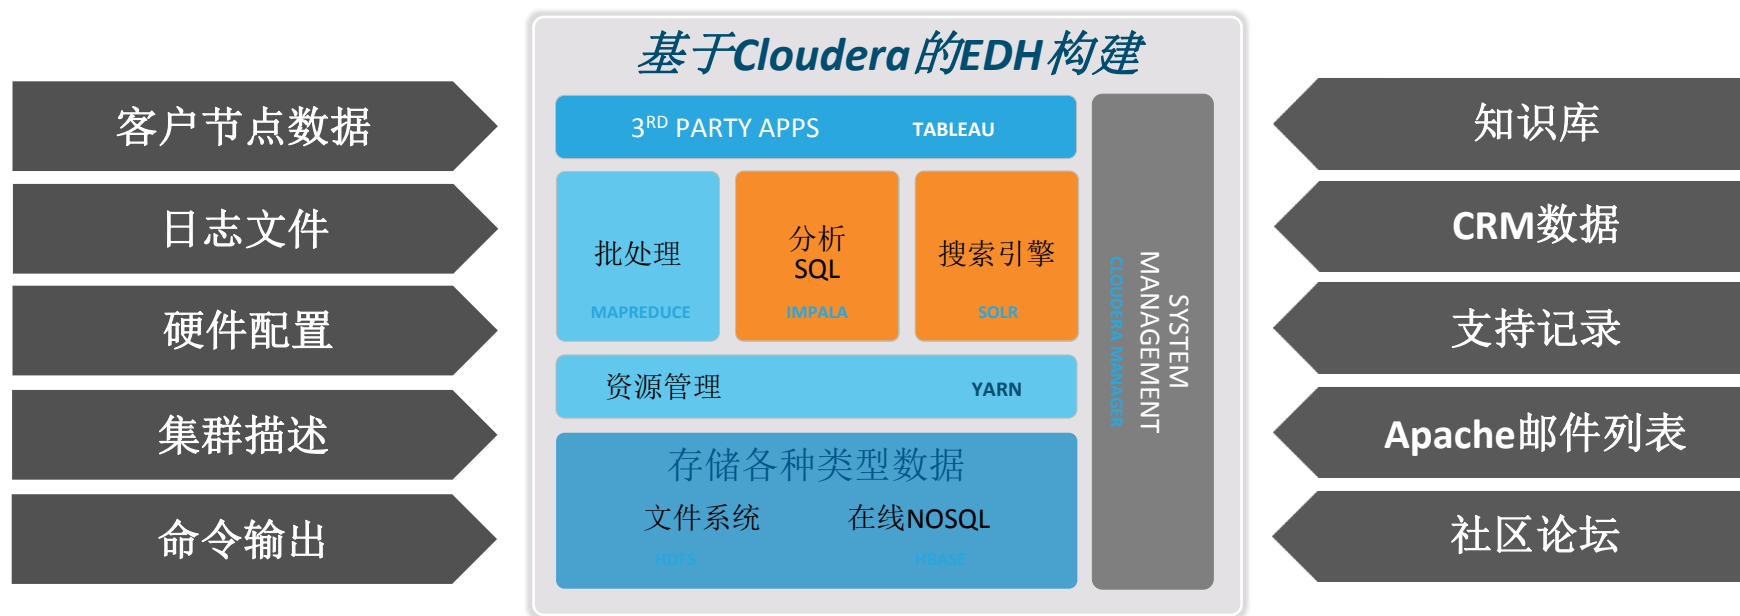 基于Cloudera的EDH构建
客户节点数据
日志文件
硬件配置
集群描述
命令输出
3RD PARTY APPS TABLEAU
批处理
MAPREDUCE
分析
SQL
IMPALA
搜索引擎
SOLR
资源管理 YARN
存储各种类型数据
文件系统 在线NOSQL
HDFS HBASE
SYSTEM
MANAGEMENT
CLOUDERA MANAGER
知识库
CRM数据
支持记录
Apache邮件列表
社区论坛